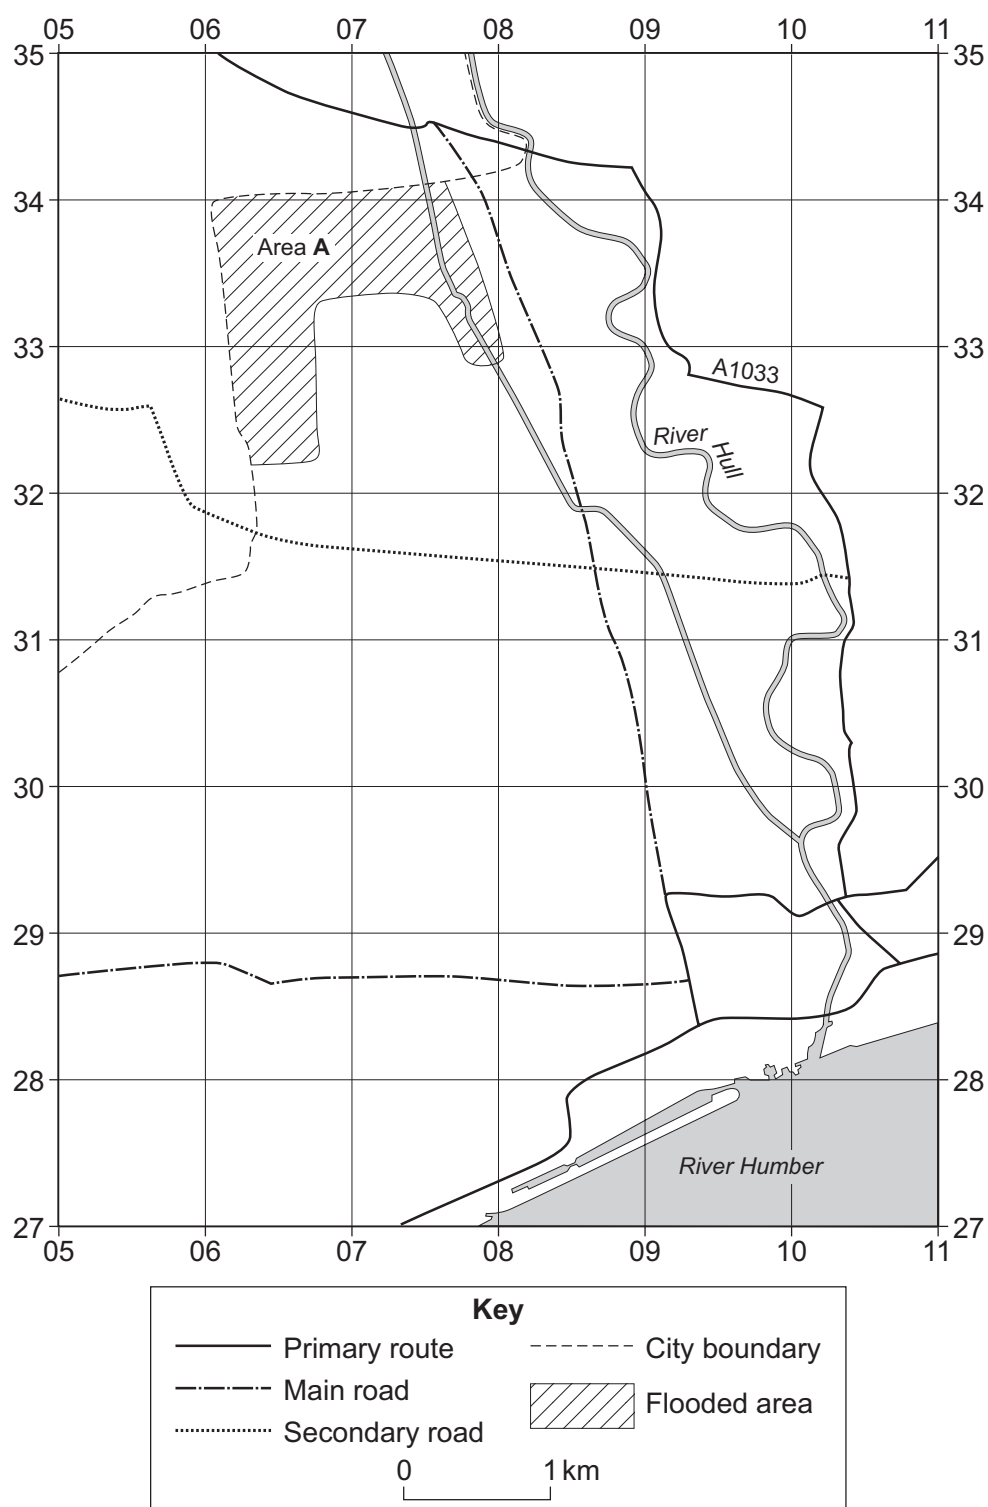 05 06 07 08 09 10 11
35 35
34 34
Area A
33 33
A1033
River
Hull
32 32
31 31
30 30
29 29
28 28
River Humber
27 27
05 06 07 08 09 10 11
Key
Primary route City boundary
Main road Flooded area
Secondary road
0 1 km